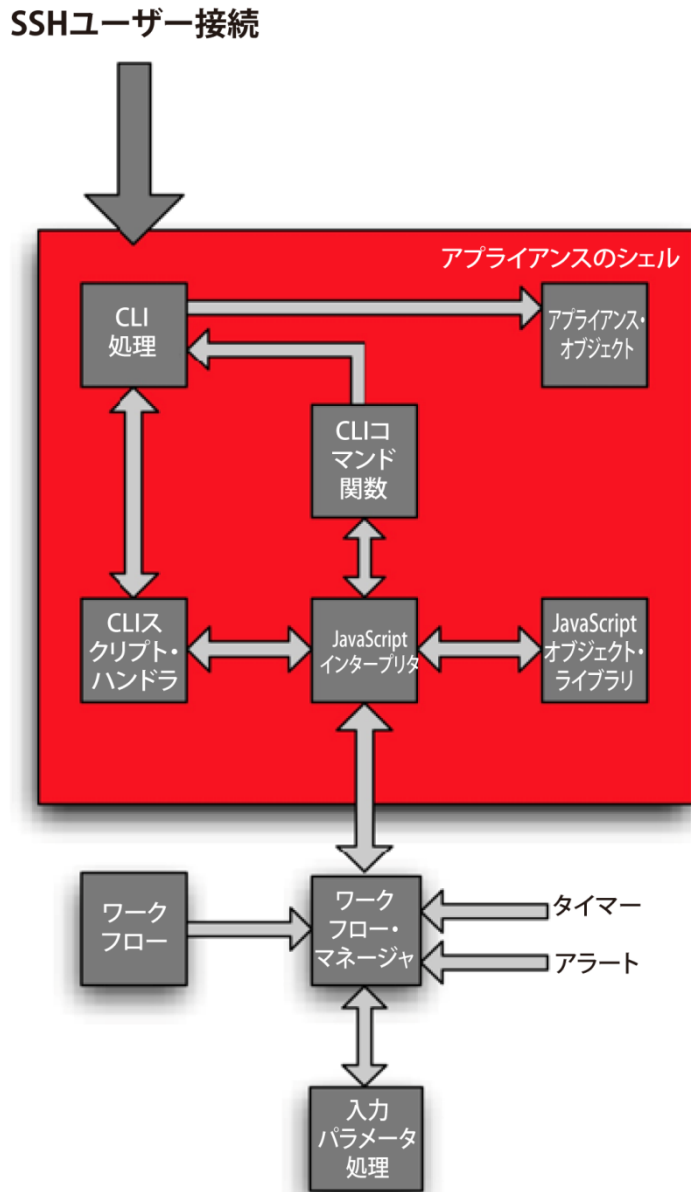 SSHユーザー接続
アプライアンスのシェル
CLI
処理
アプライアンス・
オブジェクト
CLIコ
マンド
関数
CLIス
クリプト・
ハンドラ
JavaScript
インタープリタ
JavaScript
オブジェクト・
ライブラリ
ワーク
フロー
ワーク
フロー・
マネージャ
タイマー
アラート
入力
パラメータ
処理